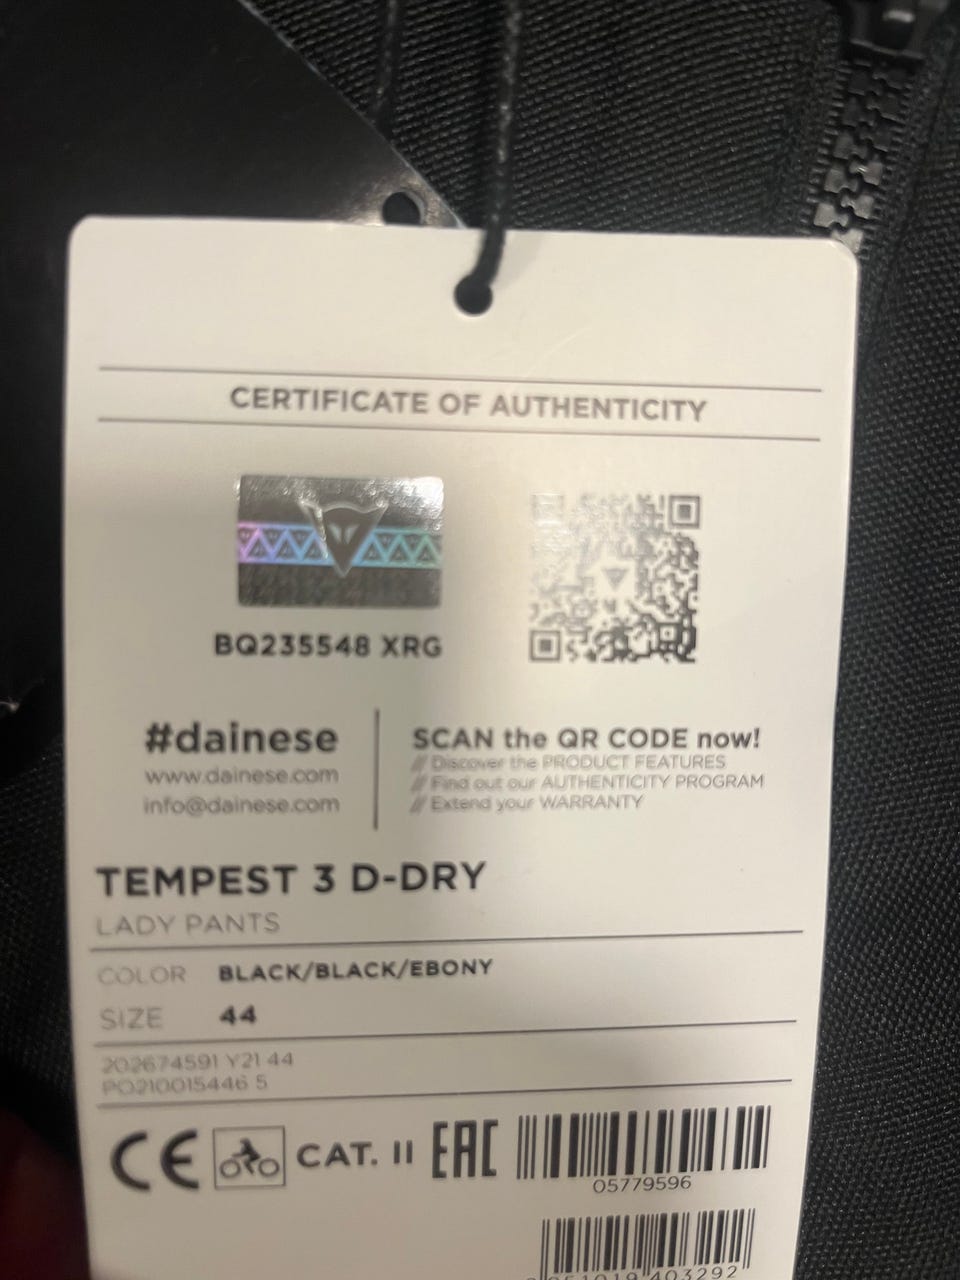 CERTIFICATE OF AUTHENTICITY
BQ235548 XRG
#dainese
www.dainese.com
info@dainese.com
SCAN the QR CODE now!
// Discover the PRODUCT FEATURES
// Find out our AUTHENTICITY PROGRAM
// Extend your WARRANTY
TEMPEST 3 D-DRY
LADY PANTS
COLOR BLACK/BLACK/EBONY
SIZE 44
202674591 Y21 44
PO210015446 5
CE CAT. II EAC
05779596